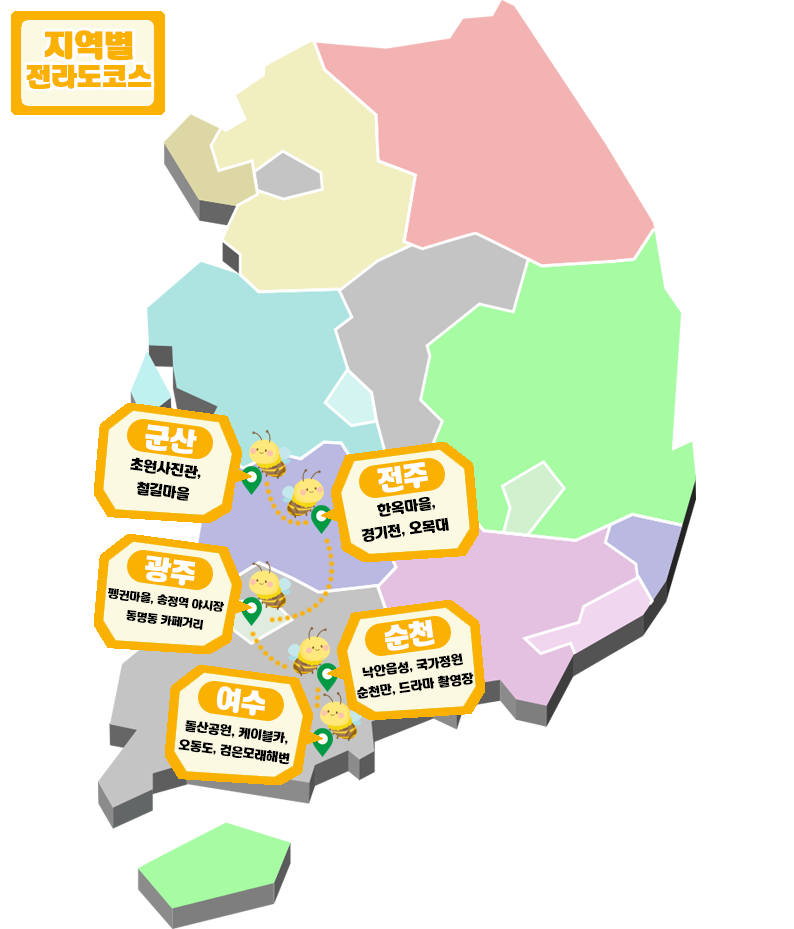 지역별
전라도코스
군산
초원사진관,
철길마을
전주
한옥마을,
경기전, 오목대
광주
펭귄마을, 송정역 야시장
동명동 카페거리
순천
낙안읍성, 국가정원
순천만, 드라마 촬영장
여수
돌산공원, 케이블카,
오동도, 검은모래해변